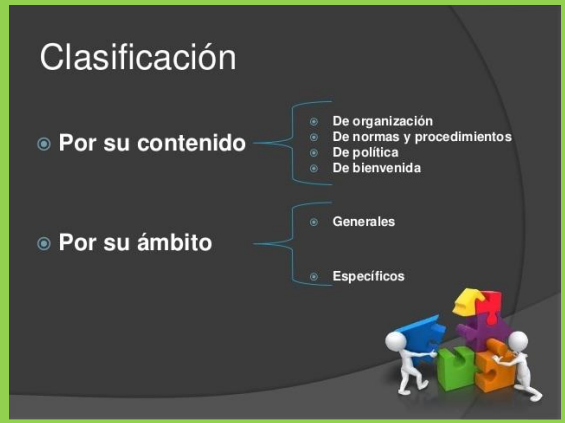 Clasificación
Por su contenido
De organización
De normas y procedimientos
De política
De bienvenida
Por su ámbito
Generales
Específicos